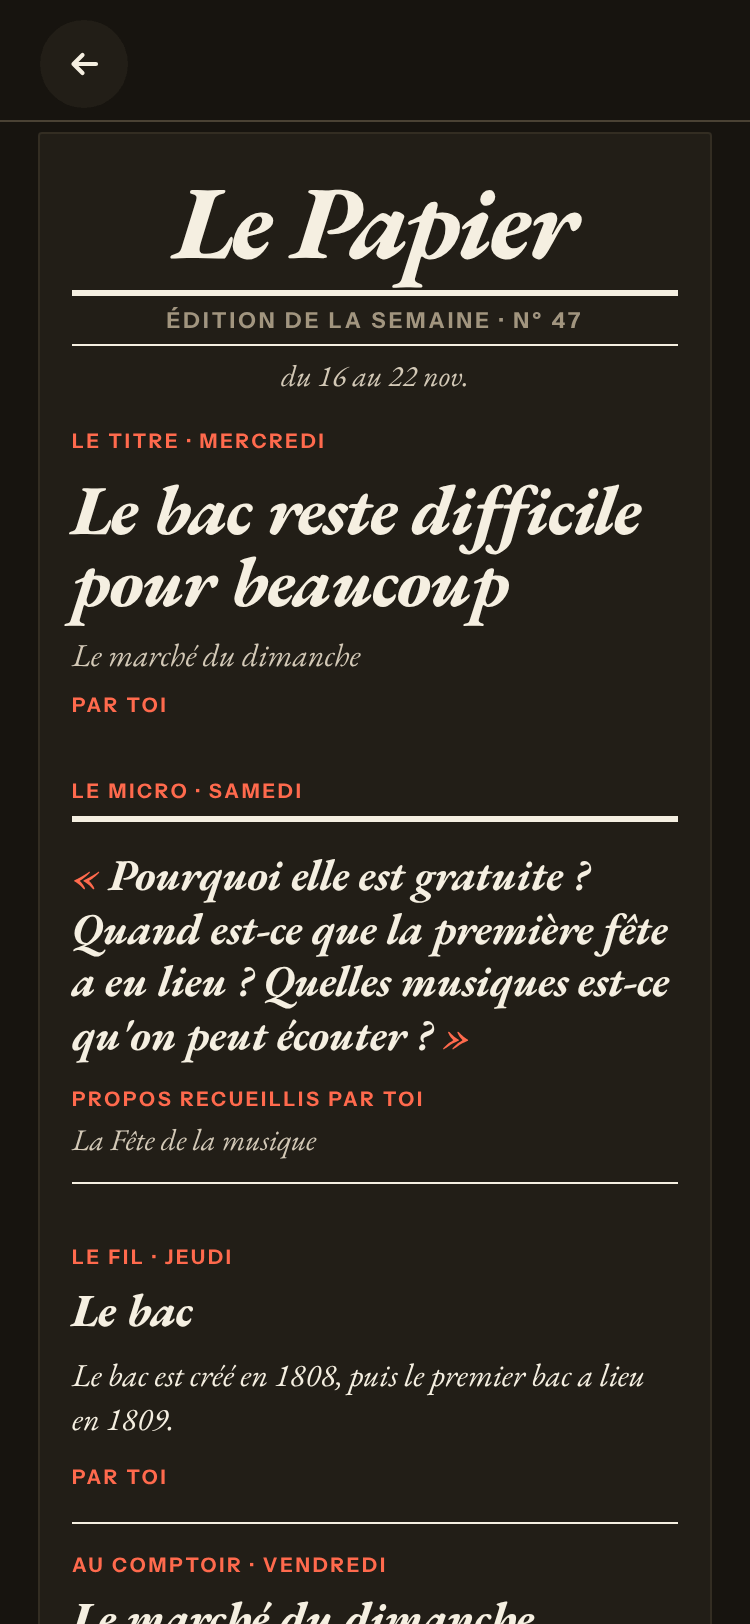 Le Papier
ÉDITION DE LA SEMAINE · N° 47
du 16 au 22 nov.
LE TITRE · MERCREDI
Le bac reste difficile
pour beaucoup
Le marché du dimanche
PAR TOI
LE MICRO · SAMEDI
« Pourquoi elle est gratuite ?
Quand est-ce que la première fête
a eu lieu ? Quelles musiques est-ce
qu'on peut écouter ? »
PROPOS RECUEILLIS PAR TOI
La Fête de la musique
LE FIL · JEUDI
Le bac
Le bac est créé en 1808, puis le premier bac a lieu
en 1809.
PAR TOI
AU COMPTOIR · VENDREDI
Le marché du dimanche